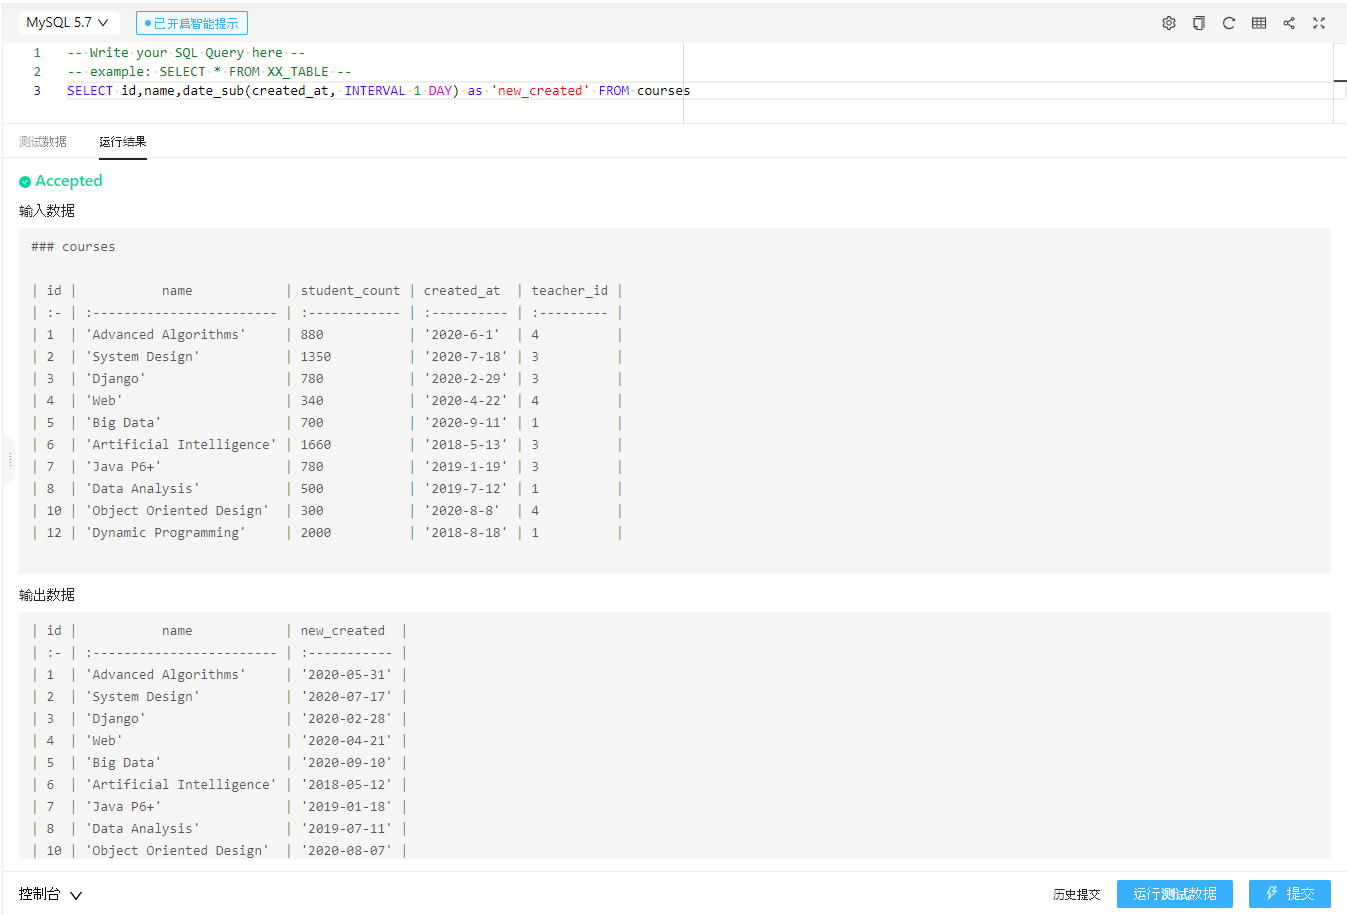 MySQL 5.7
已开启智能提示
1 -- Write your SQL Query here --
2 -- example: SELECT * FROM XX_TABLE --
3 SELECT id,name,date_sub(created_at, INTERVAL 1 DAY) as 'new_created' FROM courses
测试数据 运行结果
Accepted
输入数据
### courses
| id | name | student_count | created_at | teacher_id |
| :- | :------------------------ | :------------ | :---------- | :--------- |
| 1 | 'Advanced Algorithms' | 880 | '2020-6-1' | 4 |
| 2 | 'System Design' | 1350 | '2020-7-18' | 3 |
| 3 | 'Django' | 780 | '2020-2-29' | 3 |
| 4 | 'Web' | 340 | '2020-4-22' | 4 |
| 5 | 'Big Data' | 700 | '2020-9-11' | 1 |
| 6 | 'Artificial Intelligence' | 1660 | '2018-5-13' | 3 |
| 7 | 'Java P6+' | 780 | '2019-1-19' | 3 |
| 8 | 'Data Analysis' | 500 | '2019-7-12' | 1 |
| 10 | 'Object Oriented Design' | 300 | '2020-8-8' | 4 |
| 12 | 'Dynamic Programming' | 2000 | '2018-8-18' | 1 |
输出数据
| id | name | new_created |
| :- | :------------------------ | :----------- |
| 1 | 'Advanced Algorithms' | '2020-05-31' |
| 2 | 'System Design' | '2020-07-17' |
| 3 | 'Django' | '2020-02-28' |
| 4 | 'Web' | '2020-04-21' |
| 5 | 'Big Data' | '2020-09-10' |
| 6 | 'Artificial Intelligence' | '2018-05-12' |
| 7 | 'Java P6+' | '2019-01-18' |
| 8 | 'Data Analysis' | '2019-07-11' |
| 10 | 'Object Oriented Design' | '2020-08-07' |
控制台 历史提交 运行测试数据 提交